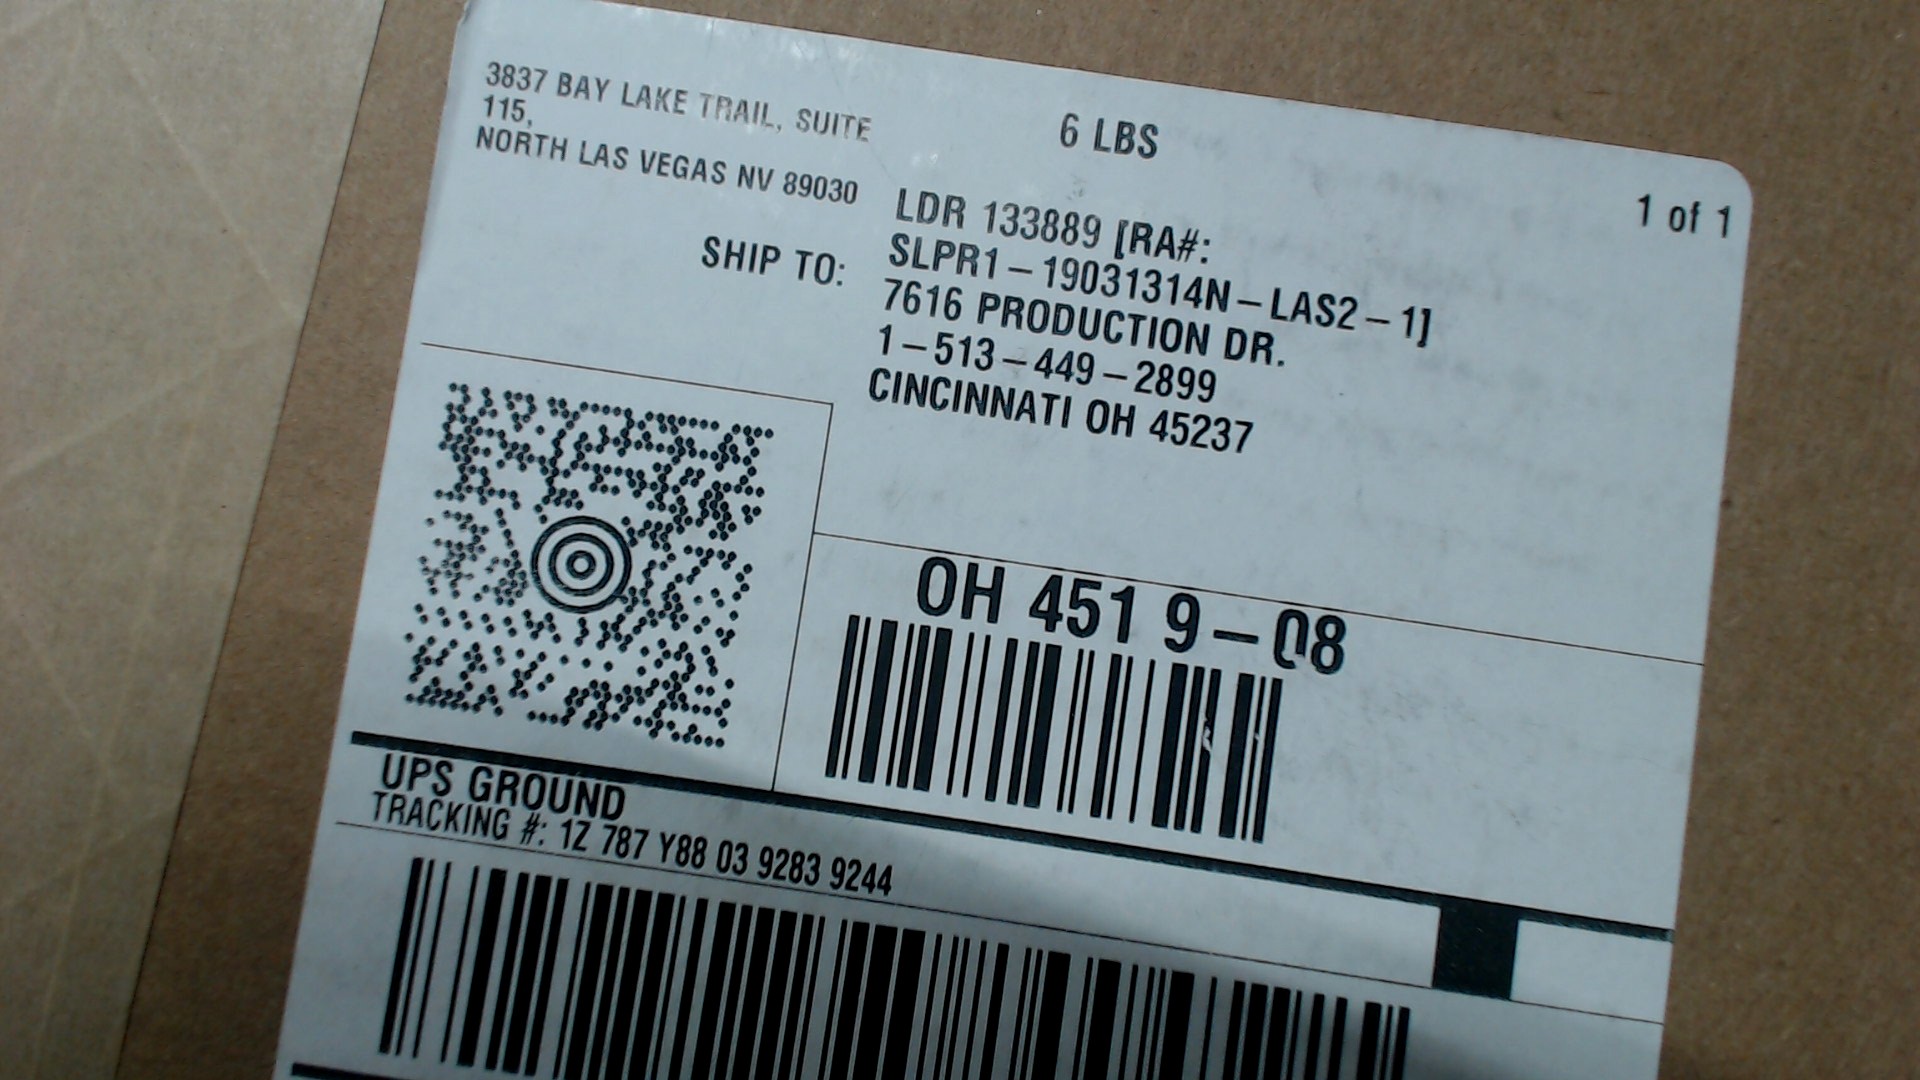 3837 BAY LAKE TRAIL, SUITE
115,
NORTH LAS VEGAS NV 89030
6 LBS
1 of 1
SHIP TO:
LDR 133889 [RA#:
SLPR1-19031314N-LAS2-1]
7616 PRODUCTION DR.
1-513-449-2899
CINCINNATI OH 45237
OH 451 9-08
UPS GROUND
TRACKING #: 1Z 787 Y88 03 9283 9244